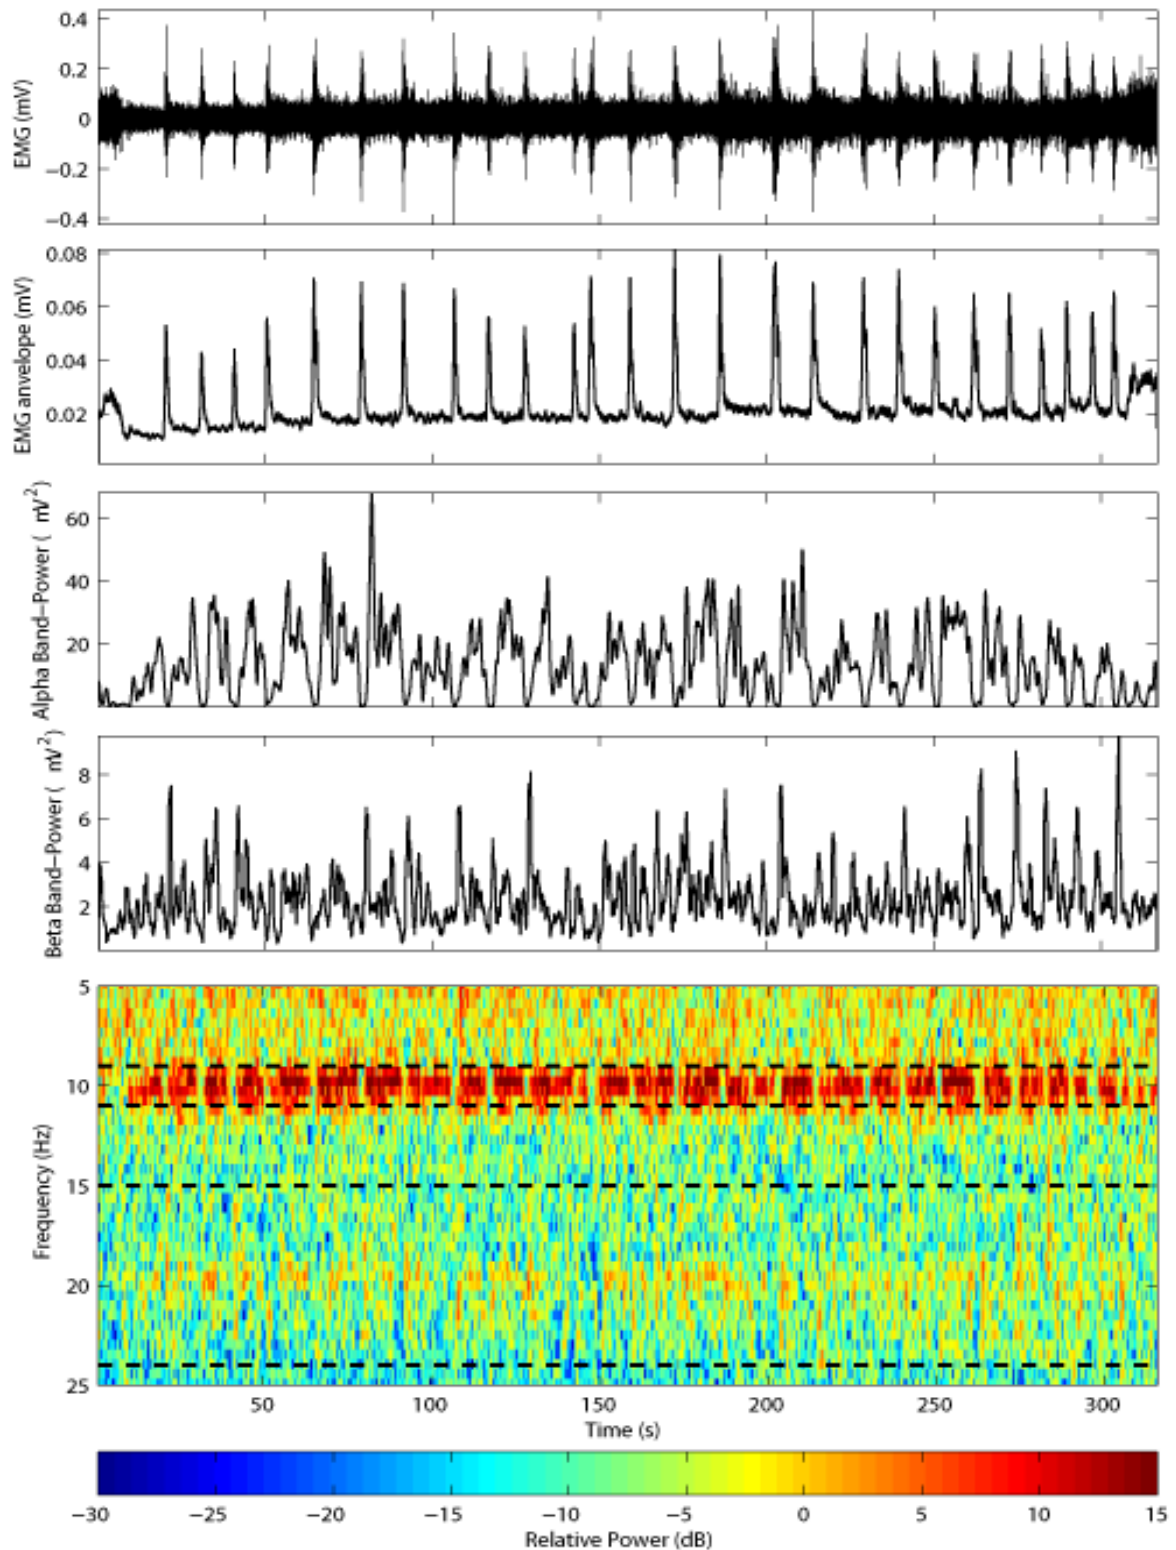 EMG (mV)
0.4
0.2
0
−0.2
−0.4
EMG anvelope (mV)
0.08
0.06
0.04
0.02
Alpha Band−Power ( mV²)
60
40
20
Beta Band−Power ( mV²)
8
6
4
2
Frequency (Hz)
5
10
15
20
25
50 100 150 200 250 300
Time (s)
−30 −25 −20 −15 −10 −5 0 5 10 15
Relative Power (dB)